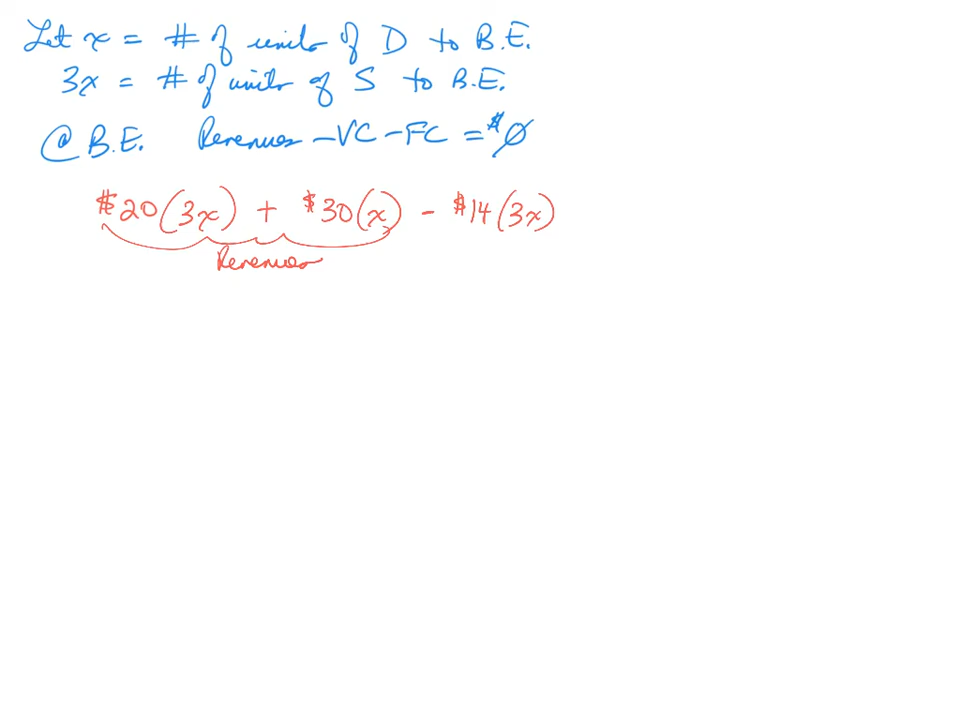 Let x = # of units of D to B.E.
3x = # of units of S to B.E.
@ B.E. Revenues - VC - FC = $0
$20(3x) + $30(x) - $14(3x)
Revenues